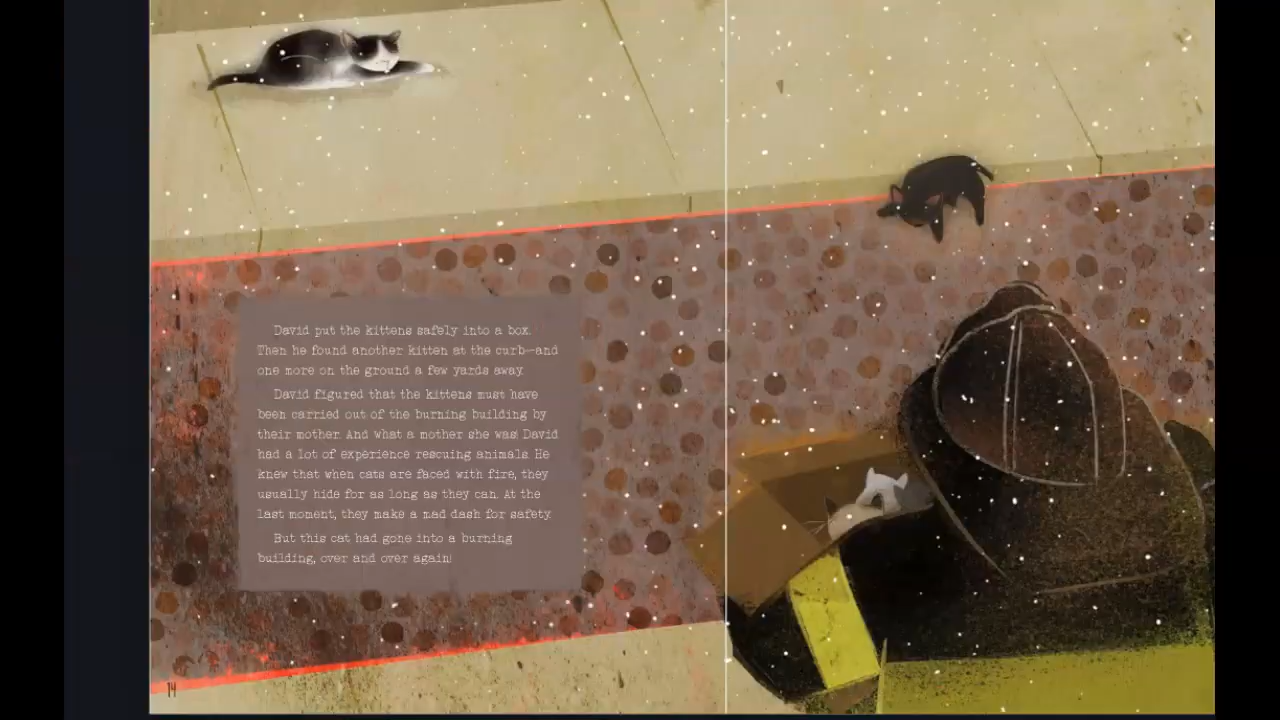 David put the kittens safely into a box.
Then he found another kitten at the curb—and
one more on the ground a few yards away.
David figured that the kittens must have
been carried out of the burning building by
their mother. And what a mother she was! David
had a lot of experience rescuing animals. He
knew that when cats are faced with fire, they
usually hide for as long as they can. At the
last moment, they make a mad dash for safety.
But this cat had gone into a burning
building, over and over again!
14